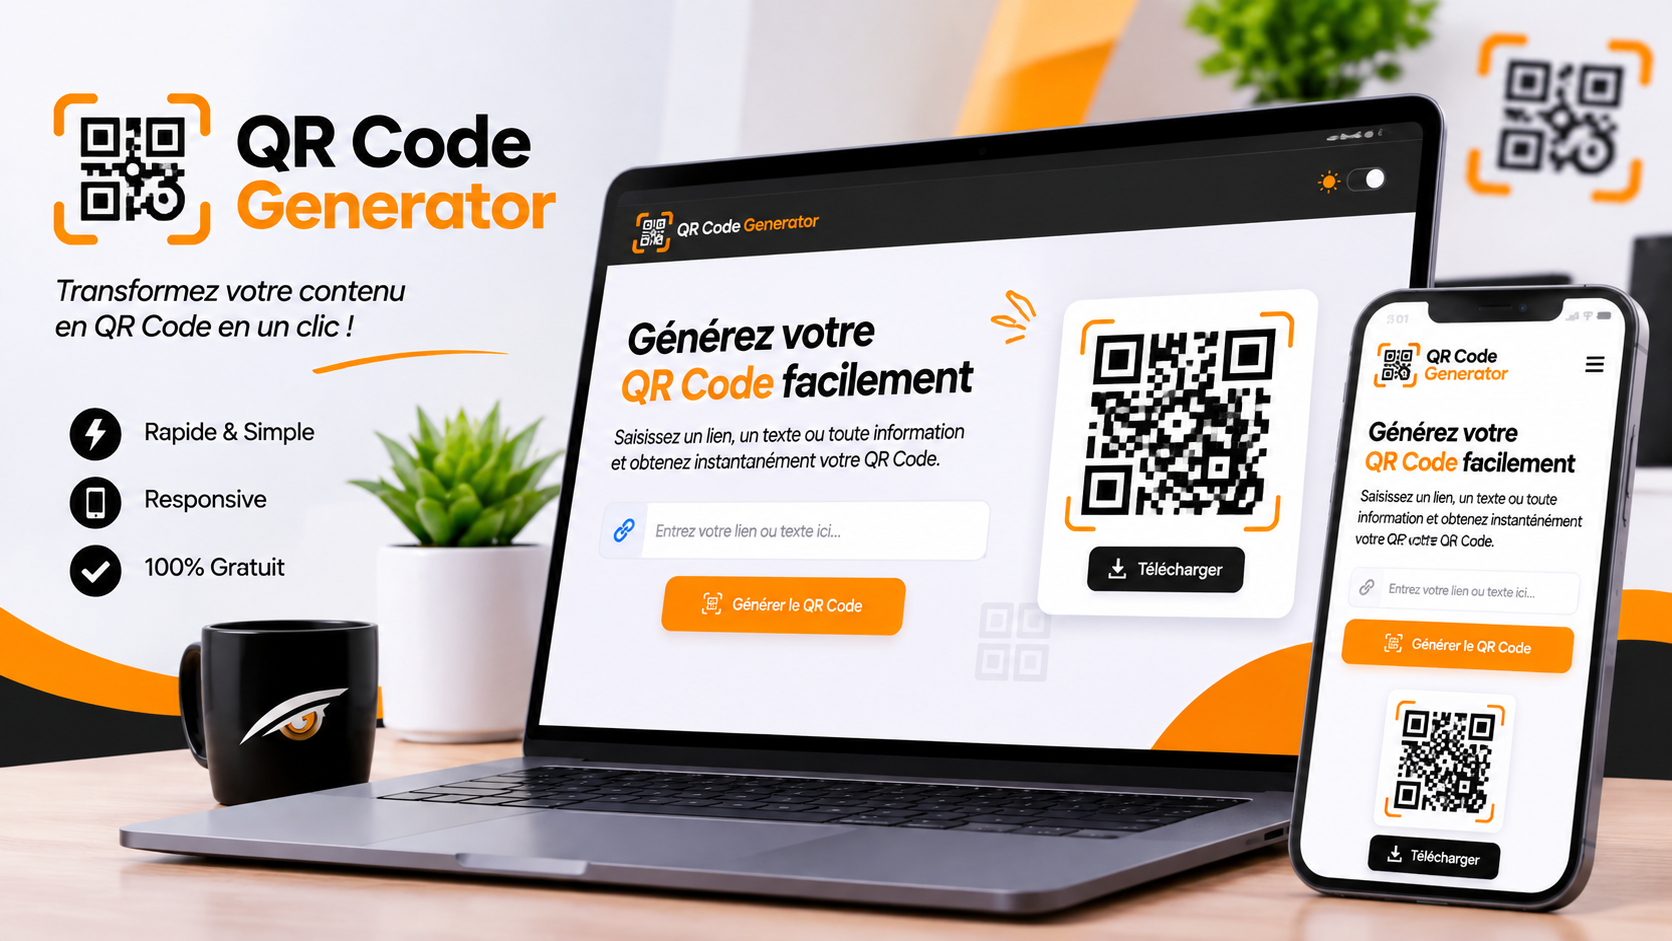 QR Code
Generator
Transformez votre contenu
en QR Code en un clic !
Rapide & Simple
Responsive
100% Gratuit
QR Code Generator
Générez votre
QR Code facilement
Saisissez un lien, un texte ou toute information
et obtenez instantanément votre QR Code.
Entrez votre lien ou texte ici...
Générer le QR Code
Télécharger
QR Code
Generator
Générez votre
QR Code facilement
Saisissez un lien, un texte ou toute
information et obtenez instantánément
votre QR Code.
Entrez votre lien ou texte ici...
Générer le QR Code
Télécharger